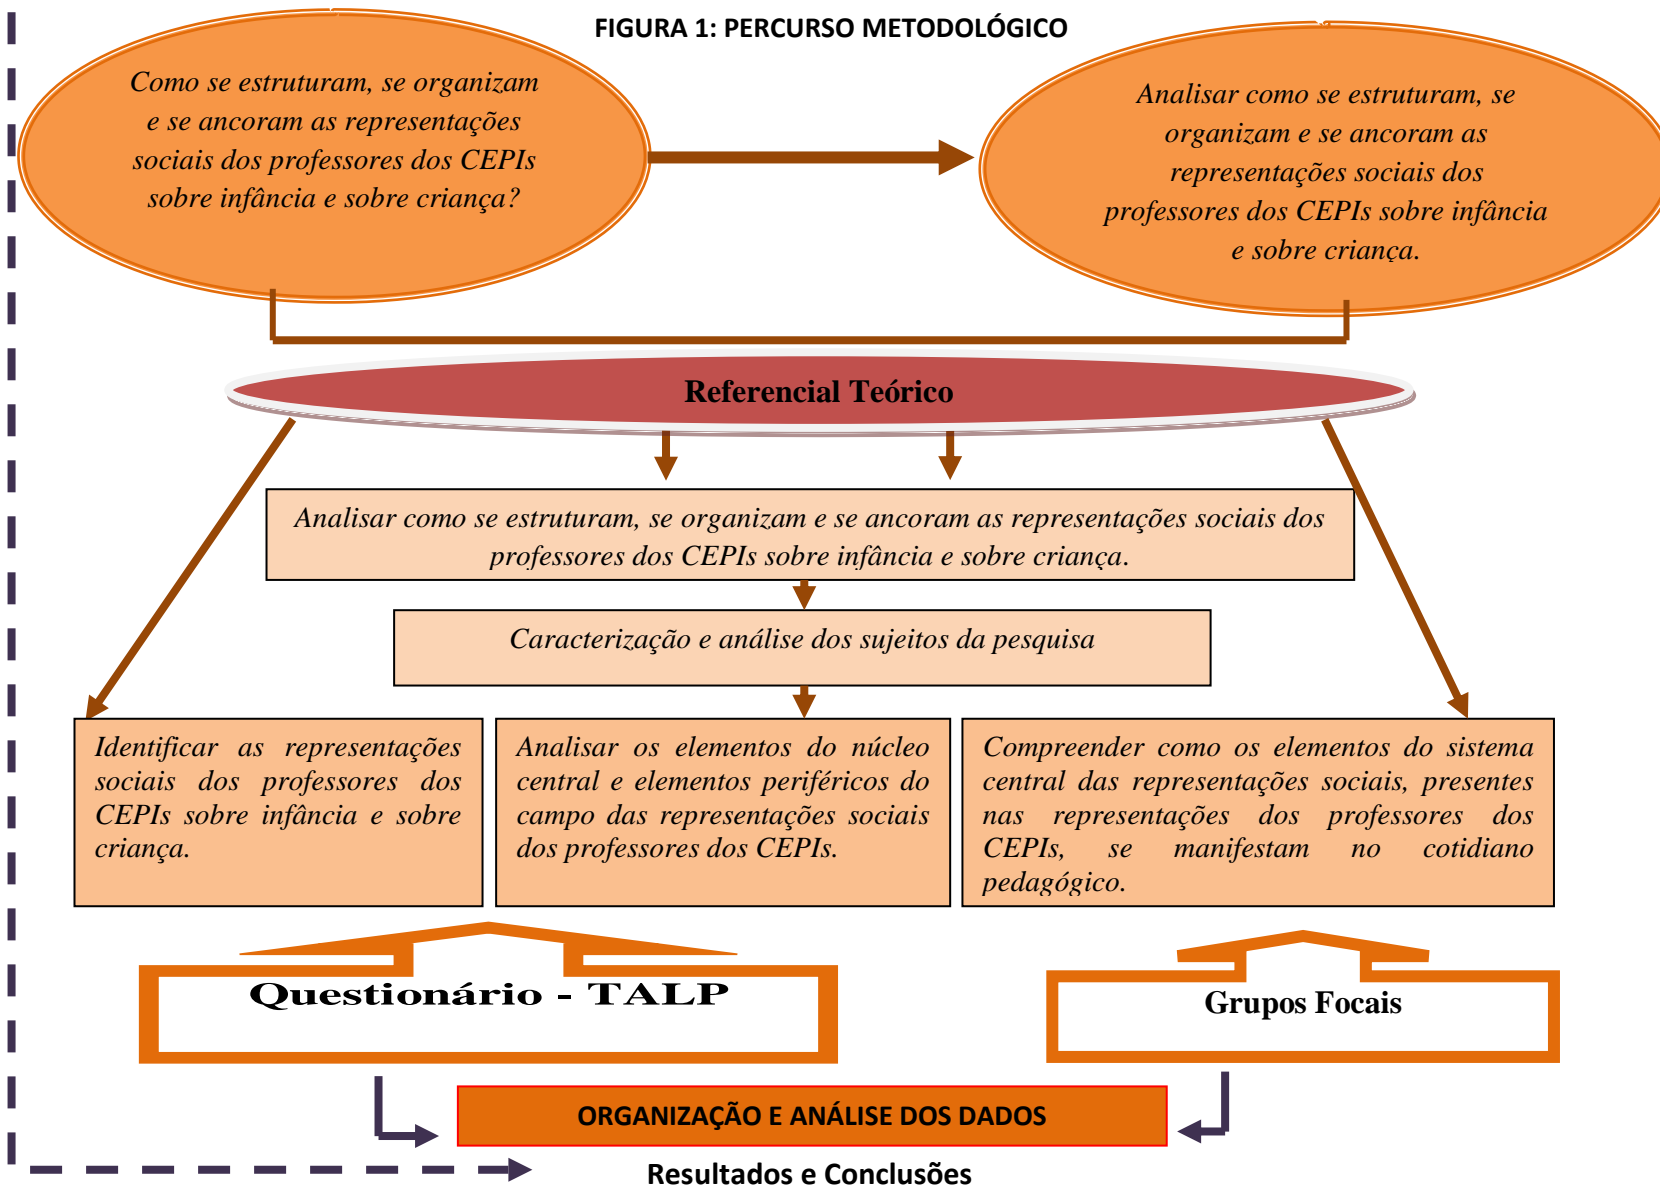 FIGURA 1: PERCURSO METODOLÓGICO
Como se estruturam, se organizam
e se ancoram as representações
sociais dos professores dos CEPIs
sobre infância e sobre criança?
Analisar como se estruturam, se
organizam e se ancoram as
representações sociais dos
professores dos CEPIs sobre infância
e sobre criança.
Referencial Teórico
Analisar como se estruturam, se organizam e se ancoram as representações sociais dos
professores dos CEPIs sobre infância e sobre criança.
Caracterização e análise dos sujeitos da pesquisa
Identificar as representações
sociais dos professores dos
CEPIs sobre infância e sobre
criança.
Analisar os elementos do núcleo
central e elementos periféricos do
campo das representações sociais
dos professores dos CEPIs.
Compreender como os elementos do sistema
central das representações sociais, presentes
nas representações dos professores dos
CEPIs, se manifestam no cotidiano
pedagógico.
Questionário - TALP
Grupos Focais
ORGANIZAÇÃO E ANÁLISE DOS DADOS
Resultados e Conclusões